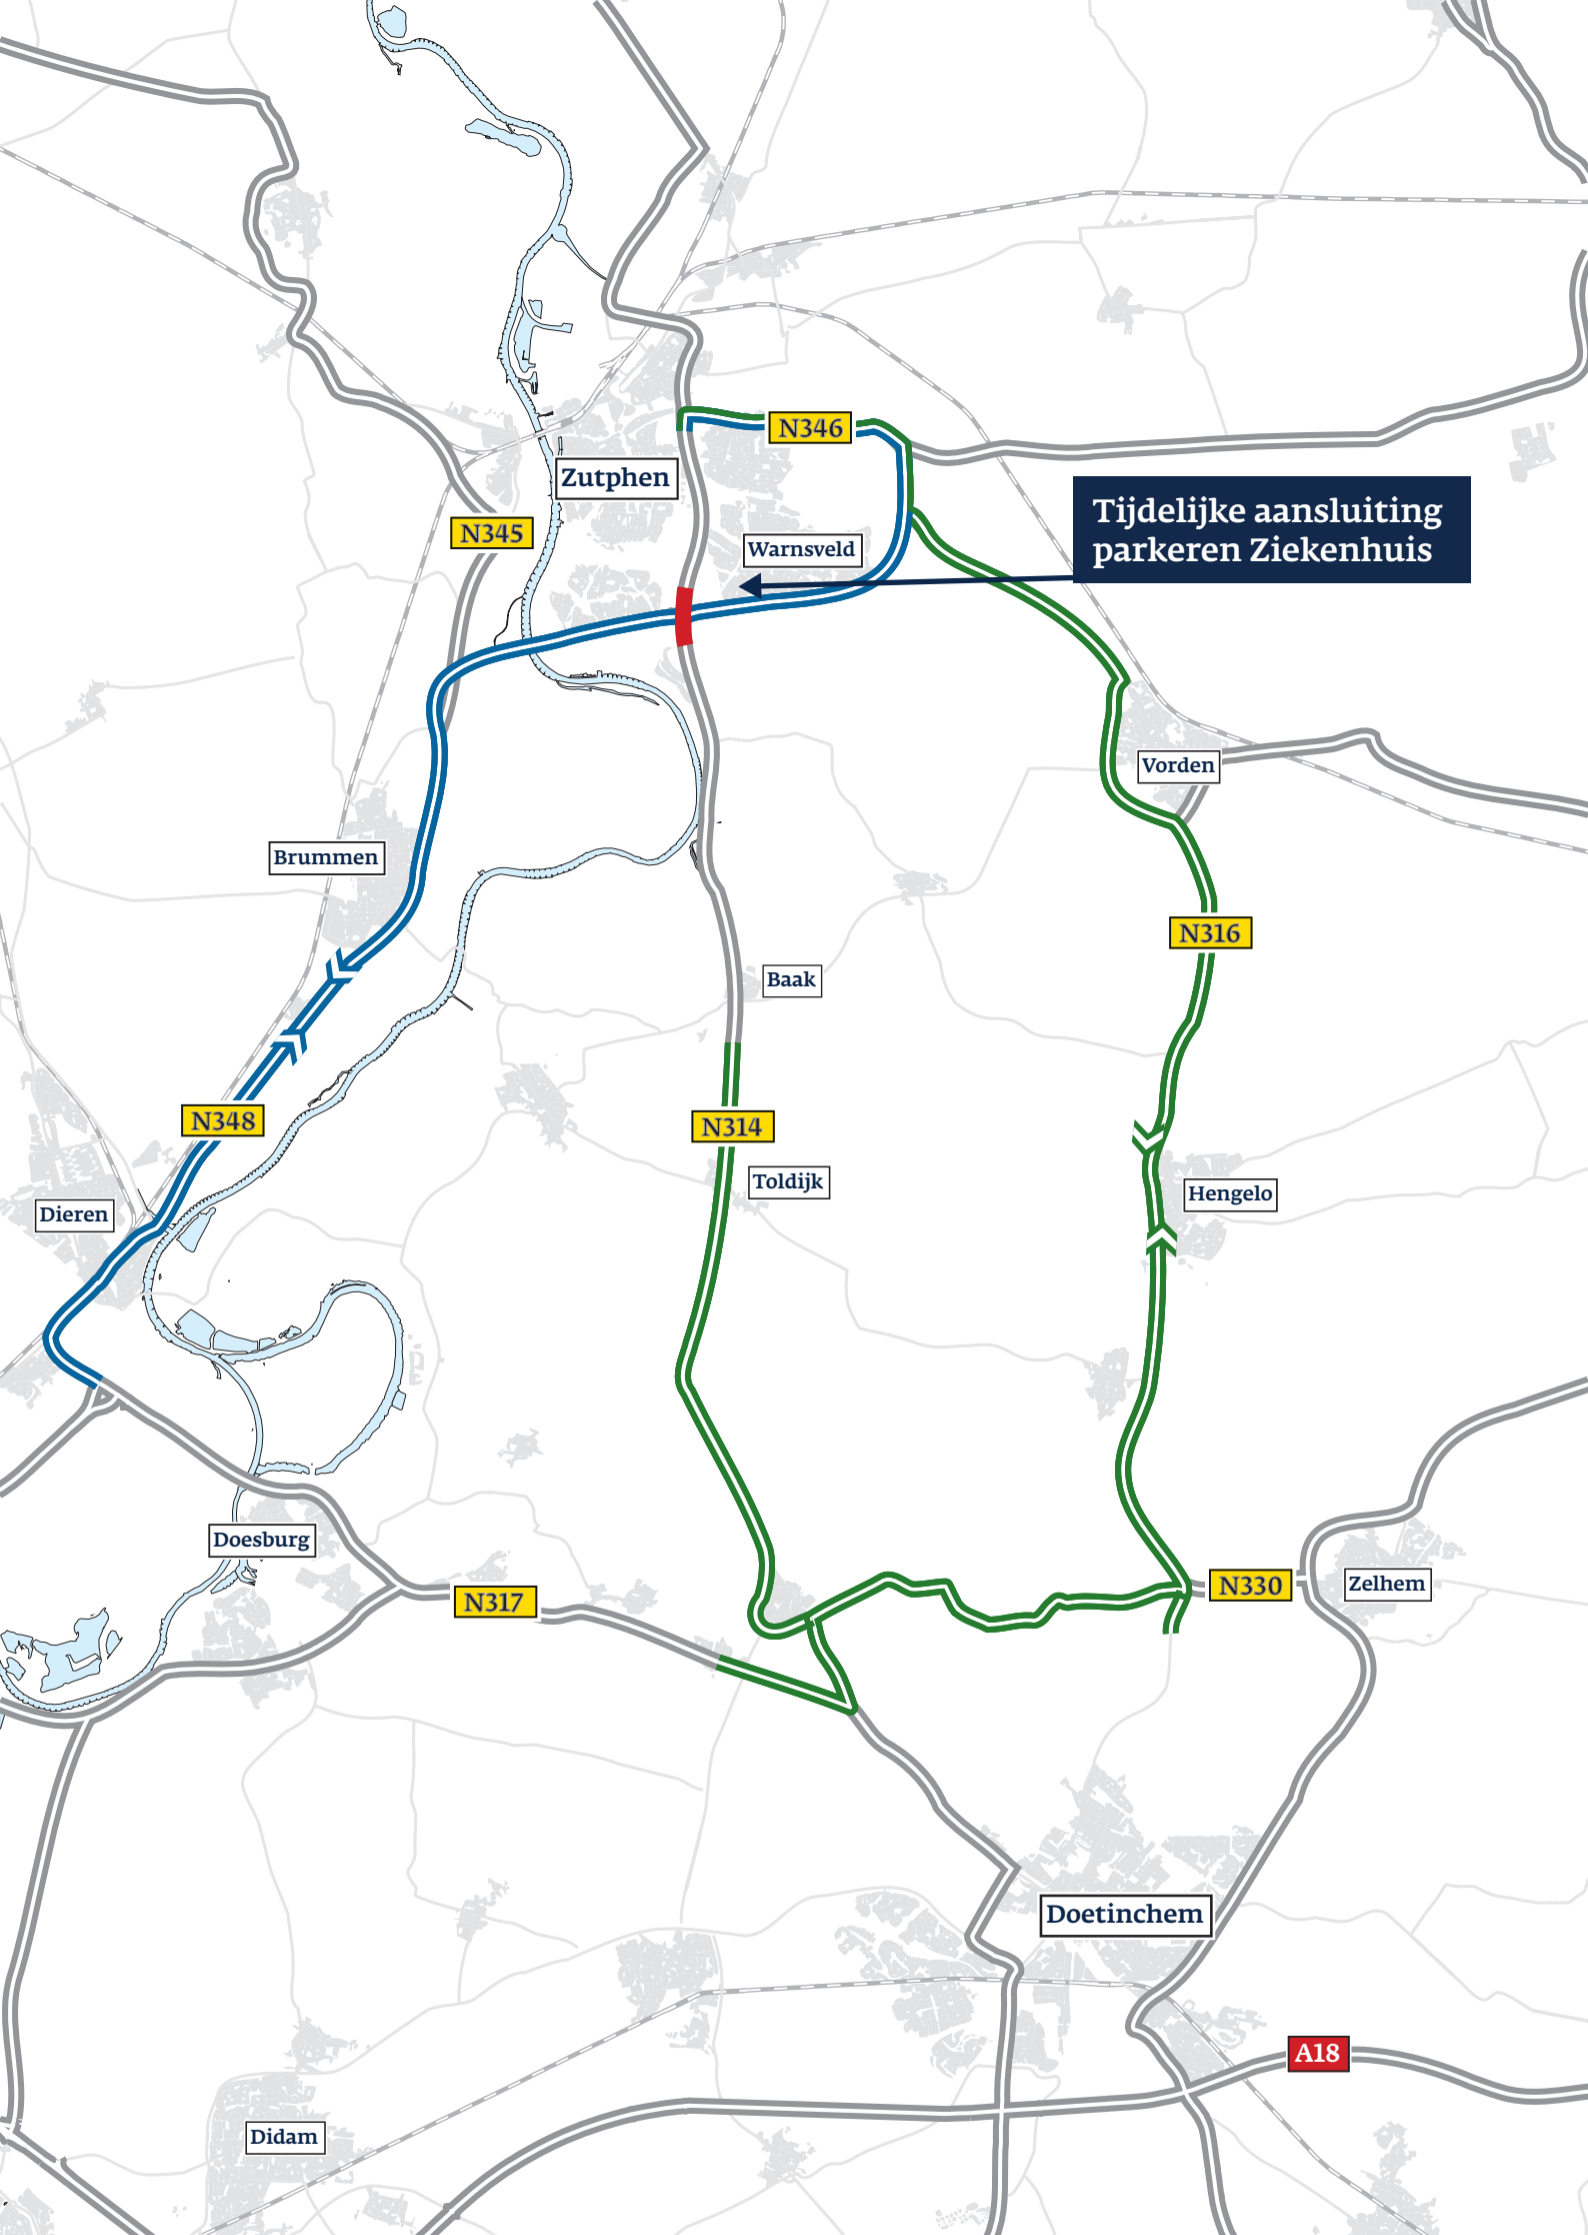 N346
Zutphen
Tijdelijke aansluiting
parkeren Ziekenhuis
N345
Warnsveld
Vorden
Brummen
N316
Baak
N348
N314
Toldijk
Hengelo
Dieren
Doesburg
N317
N330
Zelhem
Doetinchem
A18
Didam